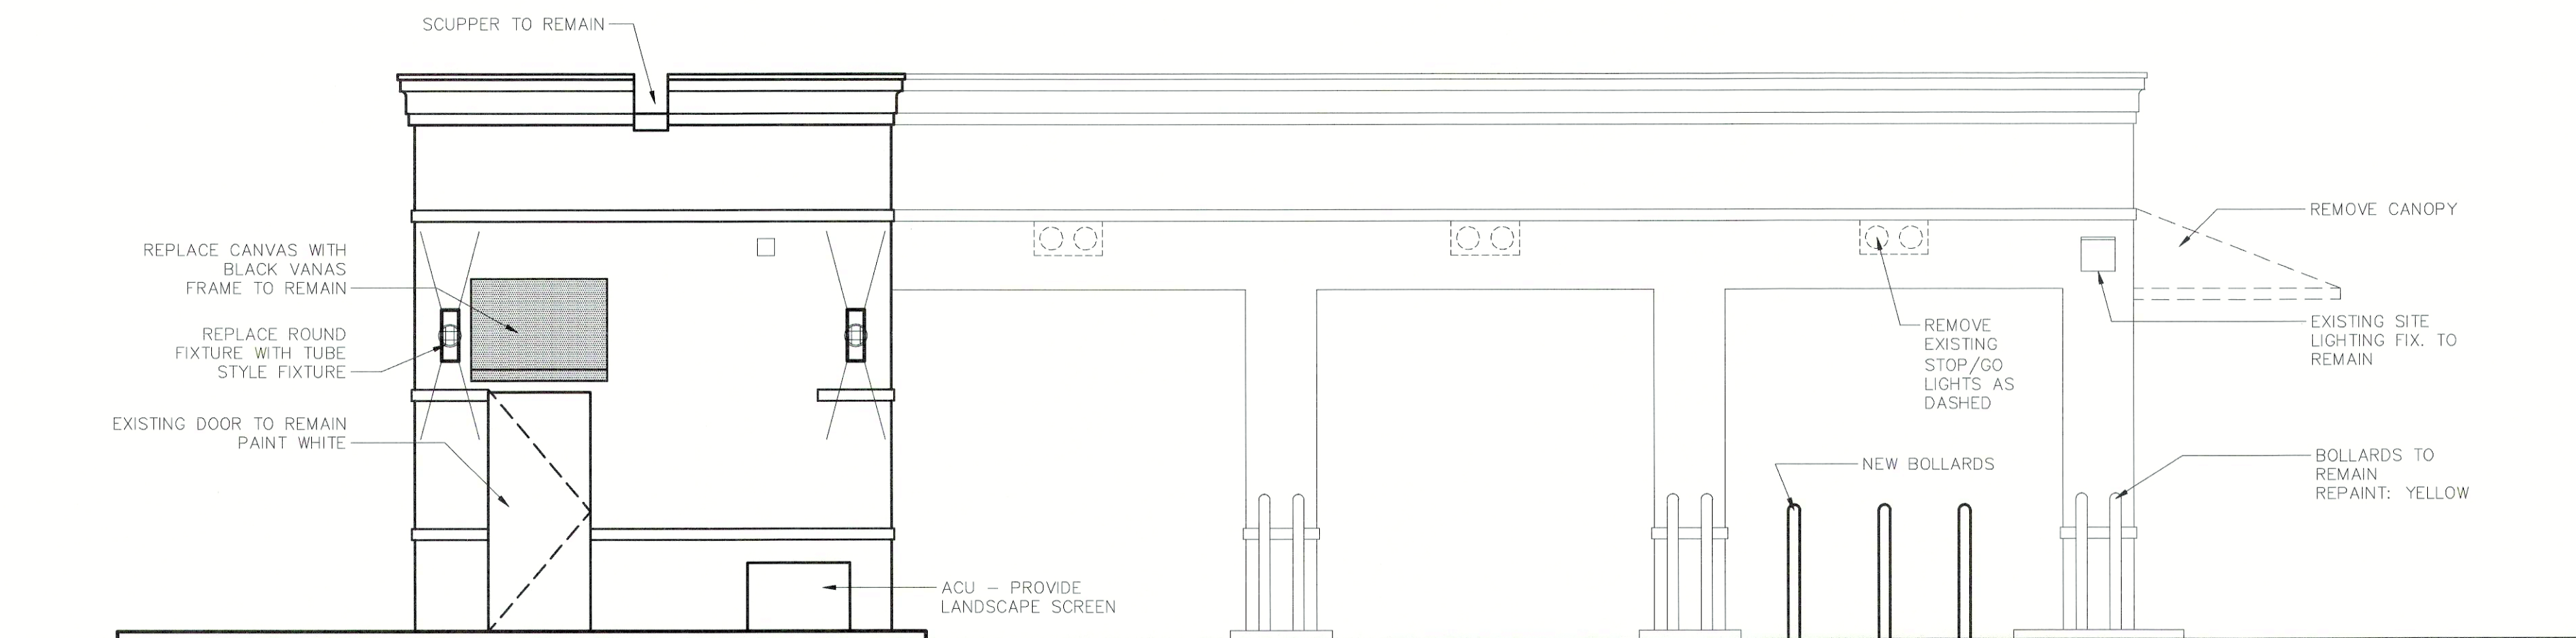 SCUPPER TO REMAIN
REPLACE CANVAS WITH
BLACK VANAS
FRAME TO REMAIN
REPLACE ROUND
FIXTURE WITH TUBE
STYLE FIXTURE
EXISTING DOOR TO REMAIN
PAINT WHITE
ACU – PROVIDE
LANDSCAPE SCREEN
REMOVE
EXISTING
STOP/GO
LIGHTS AS
DASHED
NEW BOLLARDS
REMOVE CANOPY
EXISTING SITE
LIGHTING FIX. TO
REMAIN
BOLLARDS TO
REMAIN
REPAINT: YELLOW